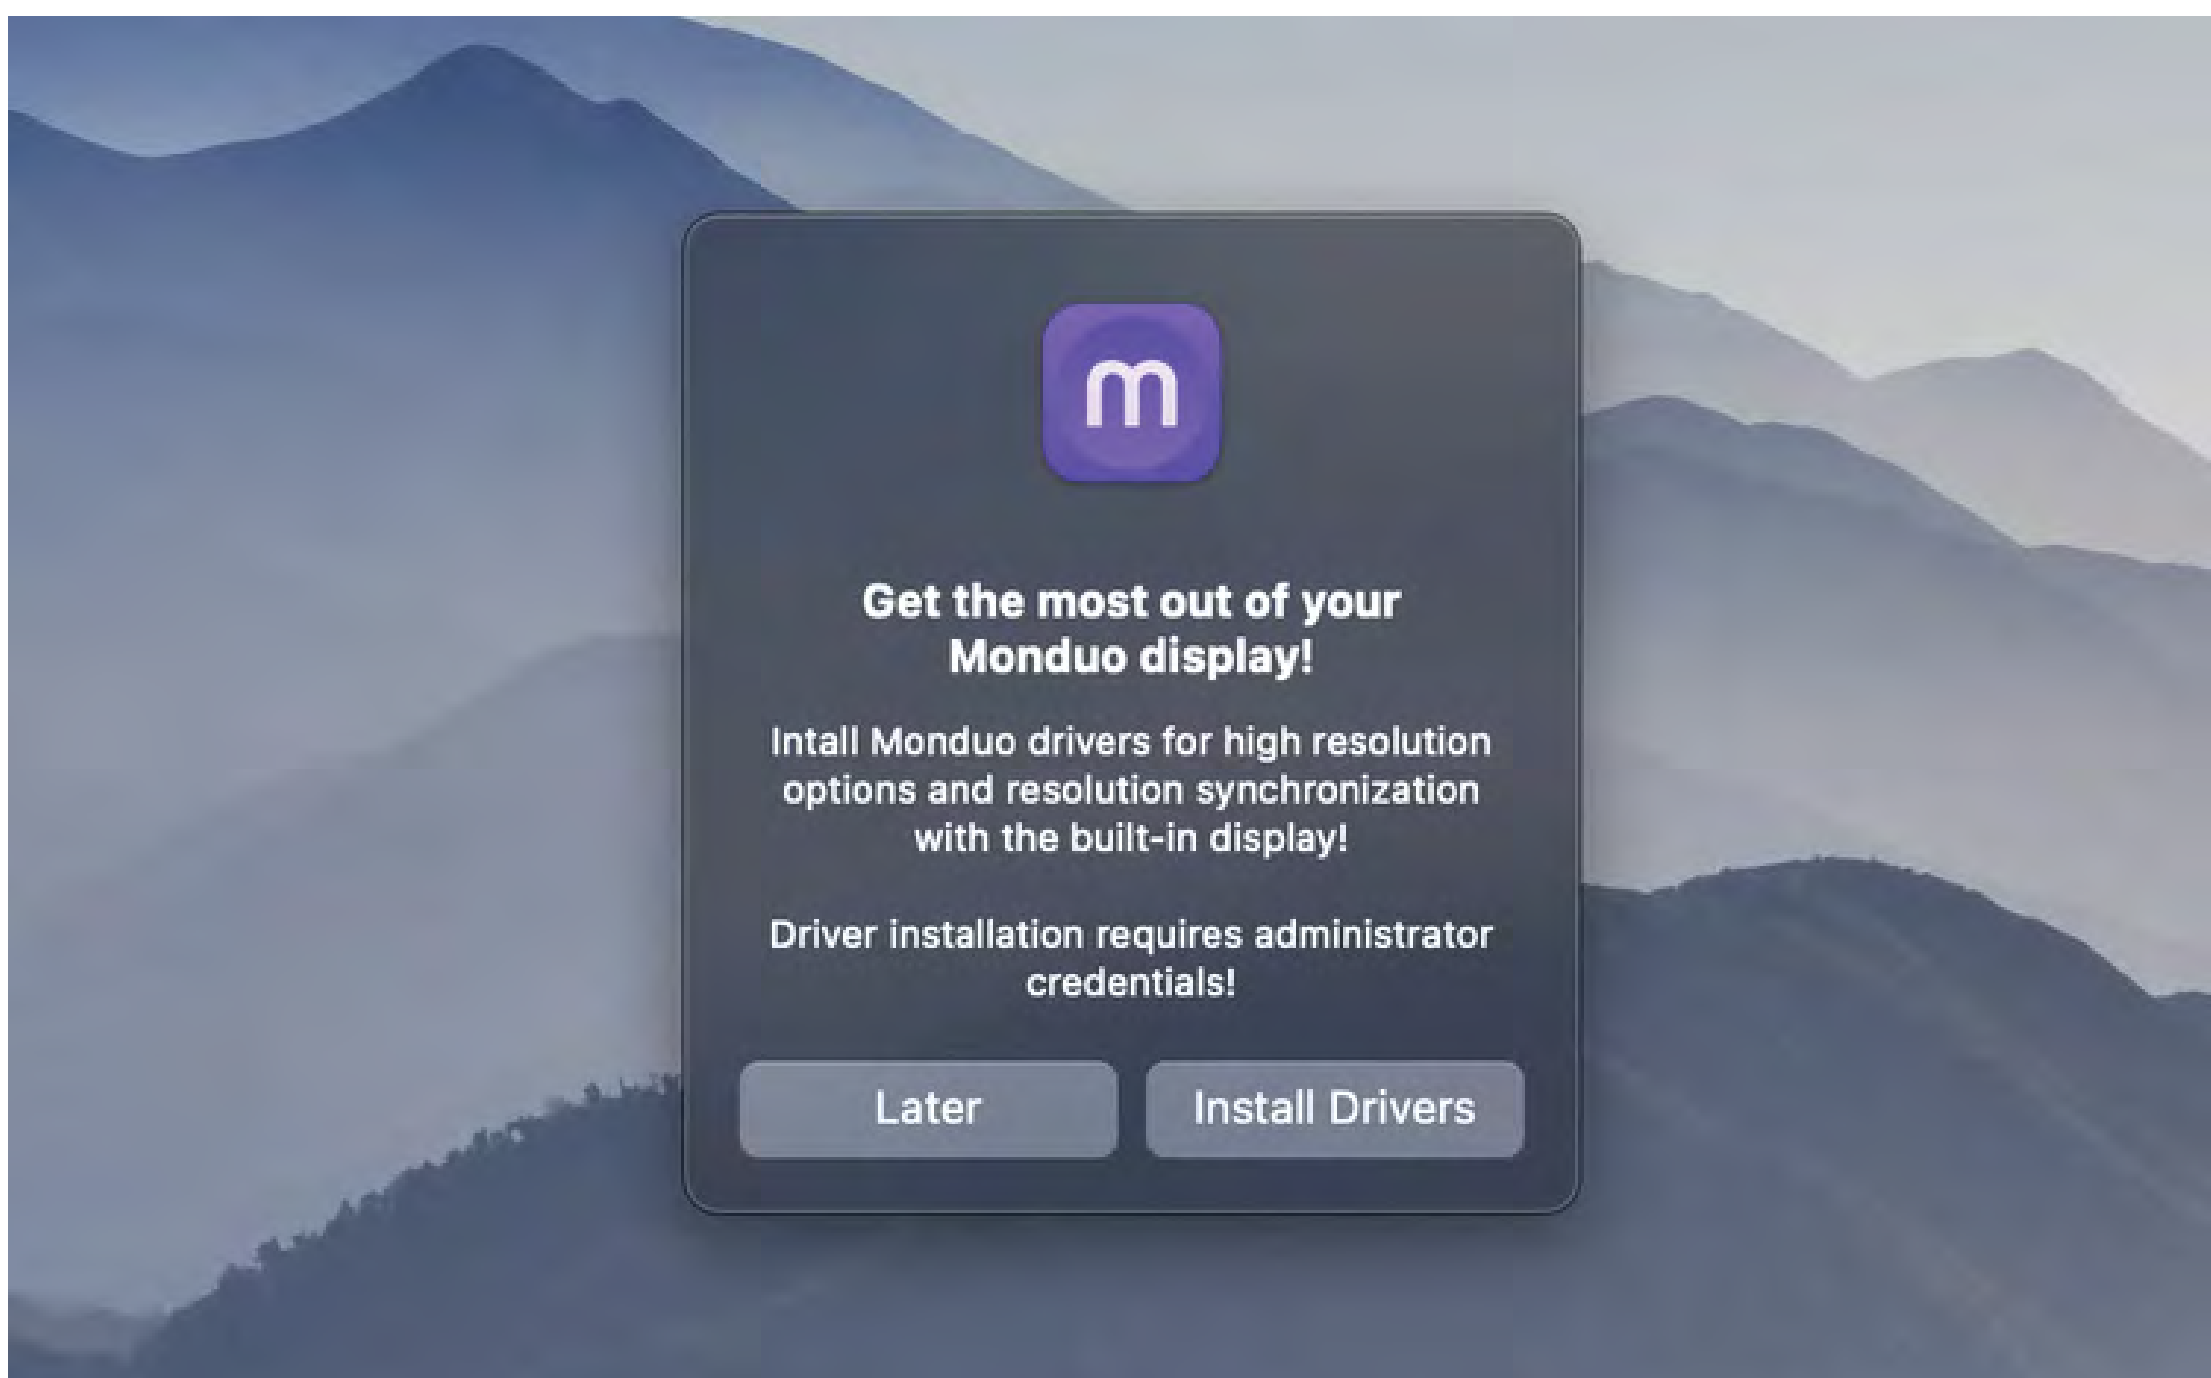 m
Get the most out of your
Monduo display!
Intall Monduo drivers for high resolution
options and resolution synchronization
with the built-in display!
Driver installation requires administrator
credentials!
Later
Install Drivers